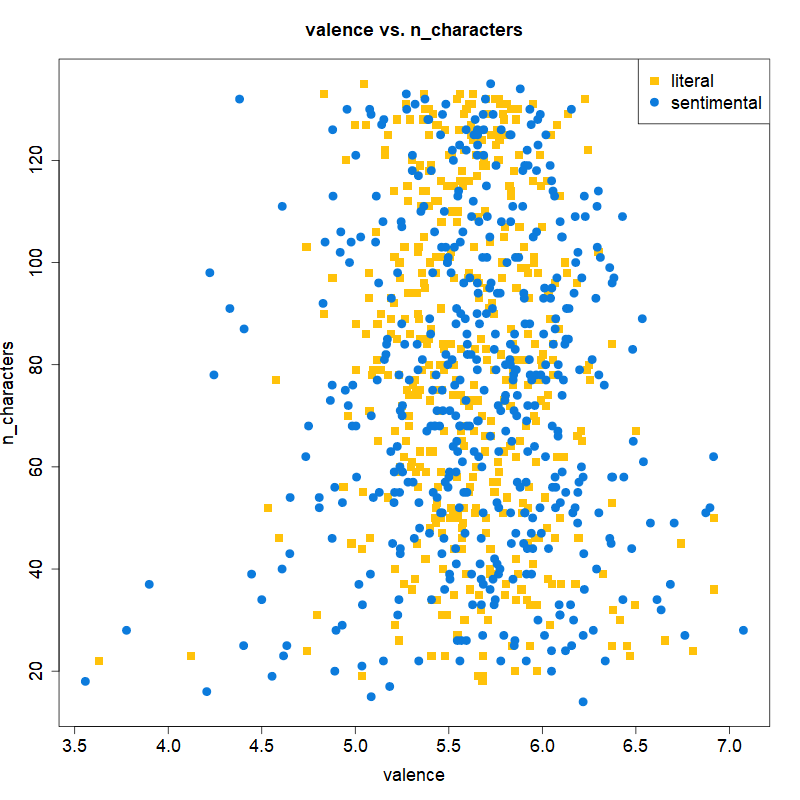 valence vs. n_characters
literal
sentimental
n_characters
120
100
80
60
40
20
3.5 4.0 4.5 5.0 5.5 6.0 6.5 7.0
valence